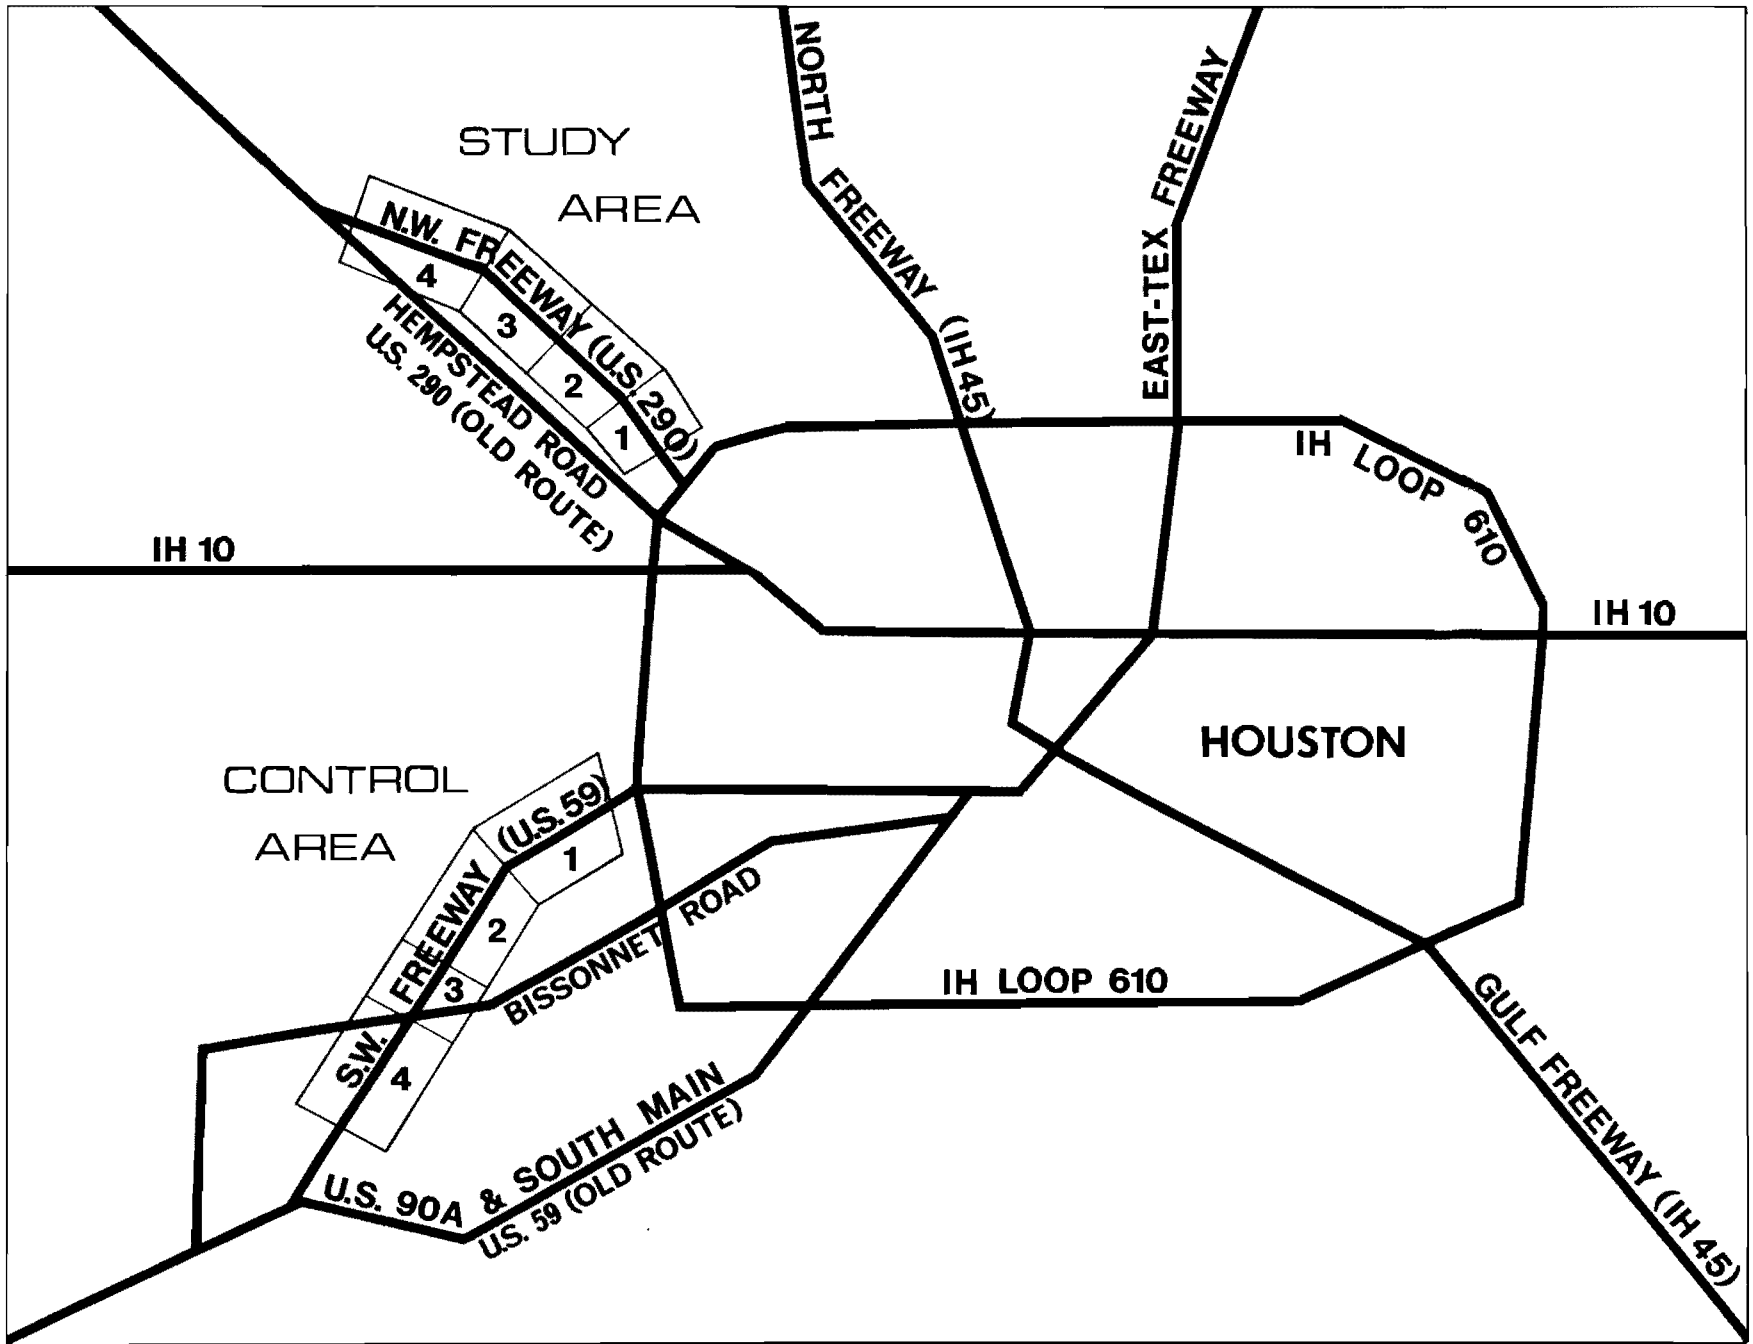 STUDY
AREA
NORTH FREEWAY (IH 45)
EAST-TEX FREEWAY
N.W. FREEWAY (U.S. 290)
4
3
2
1
HEMPSTEAD ROAD
U.S. 290 (OLD ROUTE)
IH LOOP 610
IH 10
IH 10
HOUSTON
CONTROL
AREA
S.W. FREEWAY (U.S. 59)
1
2
3
4
BISSONNET ROAD
IH LOOP 610
GULF FREEWAY (IH 45)
U.S. 90A & SOUTH MAIN
U.S. 59 (OLD ROUTE)